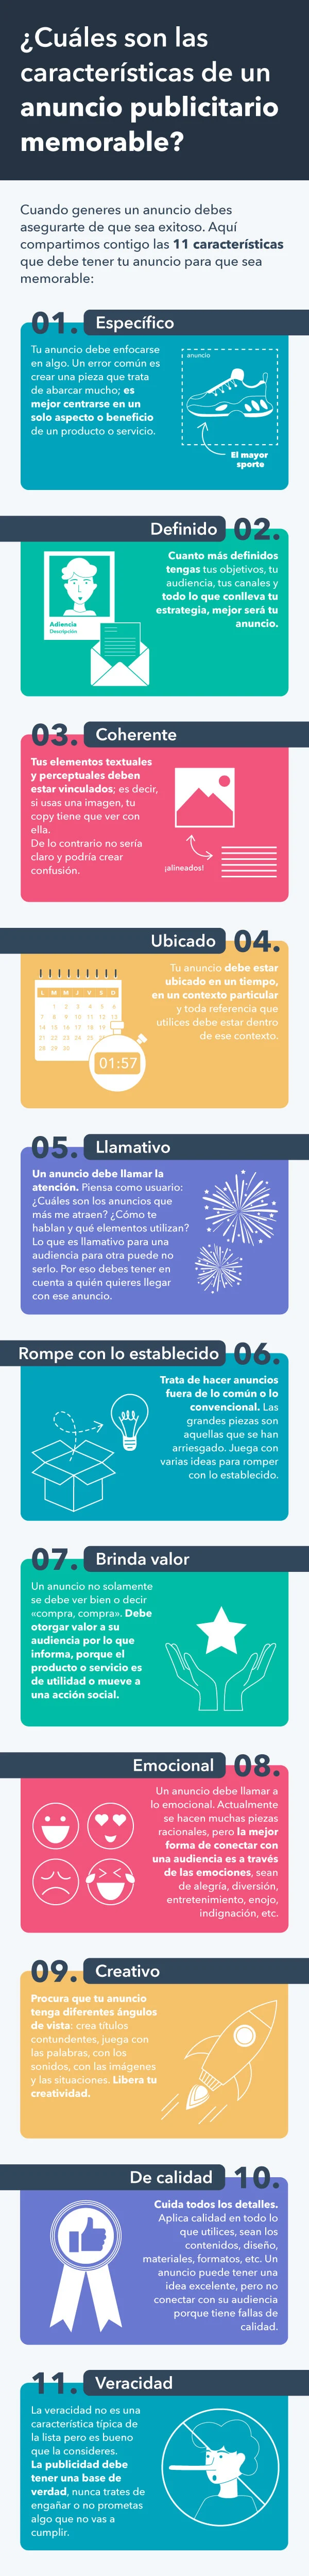 ¿Cuáles son las
características de un
anuncio publicitario
memorable?
Cuando generes un anuncio debes
asegurarte de que sea exitoso. Aquí
compartimos contigo las 11 características
que debe tener tu anuncio para que sea
memorable:
01. Específico
Tu anuncio debe enfocarse
en algo. Un error común es
crear una pieza que trata
de abarcar mucho; es
mejor centrarse en un
solo aspecto o beneficio
de un producto o servicio.
anuncio
El mayor
sporte
Definido 02.
Cuanto más definidos
tengas tus objetivos, tu
audiencia, tus canales y
todo lo que conlleva tu
estrategia, mejor será tu
anuncio.
Adiencia
Descripción
03. Coherente
Tus elementos textuales
y perceptuales deben
estar vinculados; es decir,
si usas una imagen, tu
copy tiene que ver con
ella.
De lo contrario no sería
claro y podría crear
confusión.
¡alineados!
Ubicado 04.
Tu anuncio debe estar
ubicado en un tiempo,
en un contexto particular
y toda referencia que
utilices debe estar dentro
de ese contexto.
L M M J V S D
1 2 3 4 5 6
7 8 9 10 11 12 13
14 15 16 17 18 19
21 22 23 24 25
28 29 30
01:57
05. Llamativo
Un anuncio debe llamar la
atención. Piensa como usuario:
¿Cuáles son los anuncios que
más me atraen? ¿Cómo te
hablan y qué elementos utilizan?
Lo que es llamativo para una
audiencia para otra puede no
serlo. Por eso debes tener en
cuenta a quién quieres llegar
con ese anuncio.
Rompe con lo establecido 06.
Trata de hacer anuncios
fuera de lo común o lo
convencional. Las
grandes piezas son
aquellas que se han
arriesgado. Juega con
varias ideas para romper
con lo establecido.
07. Brinda valor
Un anuncio no solamente
se debe ver bien o decir
«compra, compra». Debe
otorgar valor a su
audiencia por lo que
informa, porque el
producto o servicio es
de utilidad o mueve a
una acción social.
Emocional 08.
Un anuncio debe llamar a
lo emocional. Actualmente
se hacen muchas piezas
racionales, pero la mejor
forma de conectar con
una audiencia es a través
de las emociones, sean
de alegría, diversión,
entretenimiento, enojo,
indignación, etc.
09. Creativo
Procura que tu anuncio
tenga diferentes ángulos
de vista: crea títulos
contundentes, juega con
las palabras, con los
sonidos, con las imágenes
y las situaciones. Libera tu
creatividad.
De calidad 10.
Cuida todos los detalles.
Aplica calidad en todo lo
que utilices, sean los
contenidos, diseño,
materiales, formatos, etc. Un
anuncio puede tener una
idea excelente, pero no
conectar con su audiencia
porque tiene fallas de
calidad.
11. Veracidad
La veracidad no es una
característica típica de
la lista pero es bueno
que la consideres.
La publicidad debe
tener una base de
verdad, nunca trates de
engañar o no prometas
algo que no vas a
cumplir.